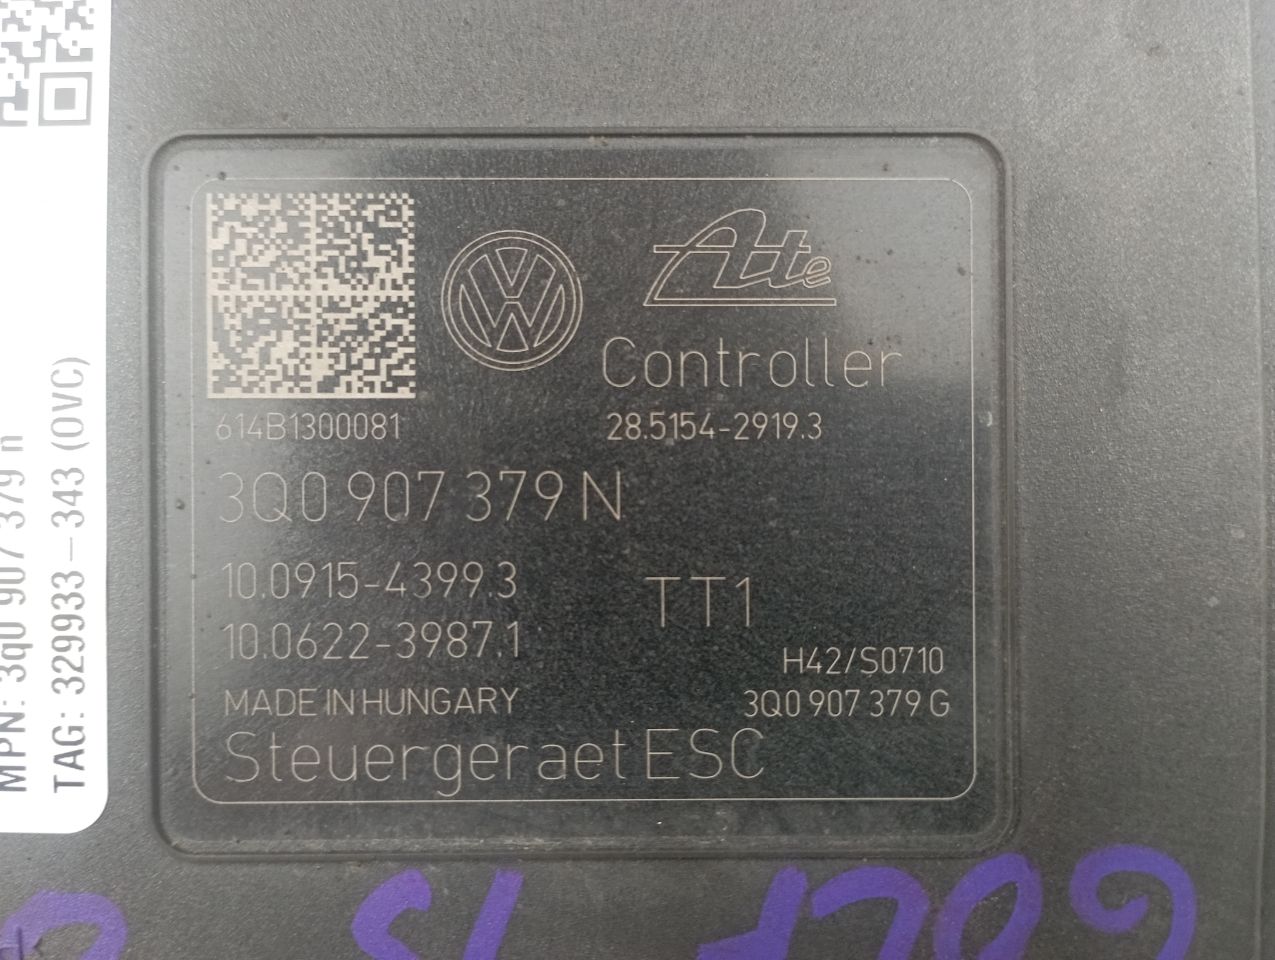 Ate
Controller
614B1300081
28.5154-2919.3
3Q0 907 379 N
10.0915-4399.3
TT1
10.0622-3987.1
H42/S0710
MADE IN HUNGARY
3Q0 907 379 G
Steuergeraet ESC
MPN: 3q0 907 379 n
TAG: 329933-343 (OVC)
GOLF